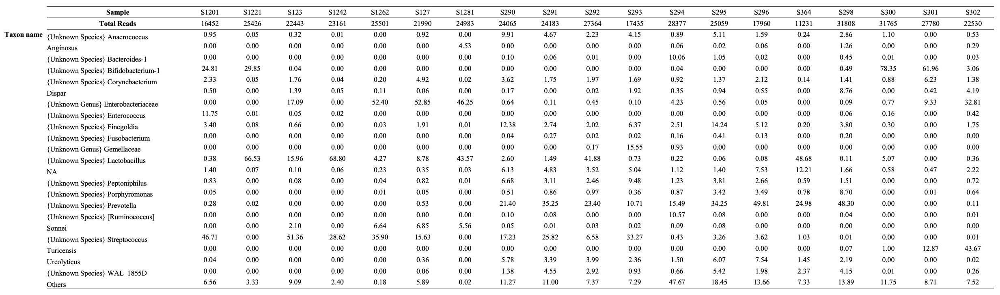 Sample S1201 S1221 S123 S1242 S1262 S127 S1281 S290 S291 S292 S293 S294 S295 S296 S364 S298 S300 S301 S302
Total Reads 16452 25426 22443 23161 25501 21990 24983 24065 24183 27364 17435 28377 25059 17960 11231 31808 31765 27780 22530
Taxon name {Unknown Species} Anaerococcus 0.95 0.05 0.32 0.01 0.00 0.92 0.00 9.91 4.67 2.23 4.15 0.89 5.11 1.59 0.24 2.86 1.10 0.00 0.53
Anginosus 0.00 0.00 0.00 0.00 0.00 0.00 4.53 0.00 0.00 0.00 0.00 0.06 0.02 0.06 0.00 1.26 0.00 0.00 0.29
{Unknown Species} Bacteroides-1 0.00 0.00 0.00 0.00 0.00 0.00 0.00 0.10 0.06 0.01 0.00 10.06 1.05 0.02 0.00 0.45 0.01 0.00 0.03
{Unknown Species} Bifidobacterium-1 24.81 29.85 0.04 0.00 0.00 0.00 0.00 0.00 0.00 0.00 0.00 0.04 0.00 0.00 0.00 0.49 78.35 61.96 3.06
{Unknown Species} Corynebacterium 2.33 0.05 1.76 0.04 0.20 4.92 0.02 3.62 1.75 1.97 1.69 0.92 1.37 2.12 0.14 1.41 0.88 6.23 1.38
Dispar 0.50 0.00 1.39 0.05 0.11 0.06 0.00 0.17 0.00 0.02 1.92 0.35 0.94 0.55 0.00 8.76 0.00 0.42 4.19
{Unknown Genus} Enterobacteriaceae 0.00 0.00 17.09 0.00 52.40 52.85 46.25 0.64 0.11 0.45 0.10 4.23 0.56 0.05 0.00 0.09 0.77 9.33 32.81
{Unknown Species} Enterococcus 11.75 0.01 0.05 0.02 0.00 0.00 0.00 0.00 0.00 0.00 0.00 0.00 0.00 0.00 0.00 0.06 0.16 0.00 0.42
{Unknown Species} Finegoldia 3.40 0.08 0.66 0.00 0.03 1.91 0.01 12.38 2.74 2.02 6.37 2.51 14.24 5.12 0.20 3.80 0.30 0.00 1.75
{Unknown Species} Fusobacterium 0.00 0.00 0.00 0.00 0.00 0.00 0.00 0.04 0.27 0.02 0.02 0.16 0.41 0.13 0.00 0.20 0.00 0.00 0.00
{Unknown Genus} Gemellaceae 0.00 0.00 0.00 0.00 0.00 0.00 0.00 0.00 0.00 0.17 15.55 0.93 0.00 0.00 0.00 0.00 0.00 0.00 0.00
{Unknown Species} Lactobacillus 0.38 66.53 15.96 68.80 4.27 8.78 43.57 2.60 1.49 41.88 0.73 0.22 0.06 0.08 48.68 0.11 5.07 0.00 0.36
NA 1.40 0.07 0.10 0.06 0.23 0.35 0.03 6.13 4.83 3.52 5.04 1.12 1.40 7.53 12.21 1.66 0.58 0.47 2.22
{Unknown Species} Peptoniphilus 0.83 0.00 0.08 0.00 0.04 0.82 0.01 6.68 3.11 2.46 9.48 1.23 3.81 2.66 0.59 1.51 0.00 0.00 0.72
{Unknown Species} Porphyromonas 0.05 0.00 0.00 0.00 0.01 0.05 0.00 0.51 0.86 0.97 0.36 0.87 3.42 3.49 0.78 8.70 0.00 0.01 0.64
{Unknown Species} Prevotella 0.28 0.02 0.00 0.00 0.00 0.53 0.00 21.40 35.25 23.40 10.71 15.49 34.25 49.81 24.98 48.30 0.00 0.00 0.11
{Unknown Species} [Ruminococcus] 0.00 0.00 0.00 0.00 0.00 0.00 0.00 0.10 0.08 0.00 0.00 10.57 0.08 0.00 0.00 0.04 0.00 0.00 0.01
Sonnei 0.00 0.00 2.10 0.00 6.64 6.85 5.56 0.05 0.01 0.03 0.02 0.09 0.08 0.00 0.00 0.00 0.00 0.00 0.00
{Unknown Species} Streptococcus 46.71 0.00 51.36 28.62 35.90 15.63 0.00 17.23 25.82 6.58 33.27 0.43 3.26 3.62 1.03 0.01 0.00 0.00 0.01
Turicensis 0.00 0.00 0.00 0.00 0.00 0.00 0.00 0.00 0.00 0.00 0.00 0.00 0.00 0.00 0.00 0.07 1.00 12.87 43.67
Ureolyticus 0.04 0.00 0.00 0.00 0.00 0.36 0.00 5.78 3.39 3.99 2.36 1.50 6.07 7.54 1.45 2.19 0.00 0.00 0.02
{Unknown Species} WAL_1855D 0.00 0.00 0.00 0.00 0.00 0.06 0.00 1.38 4.55 2.92 0.93 0.66 5.42 1.98 2.37 4.15 0.01 0.00 0.26
Others 6.56 3.33 9.09 2.40 0.18 5.89 0.02 11.27 11.00 7.37 7.29 47.67 18.45 13.66 7.33 13.89 11.75 8.71 7.52